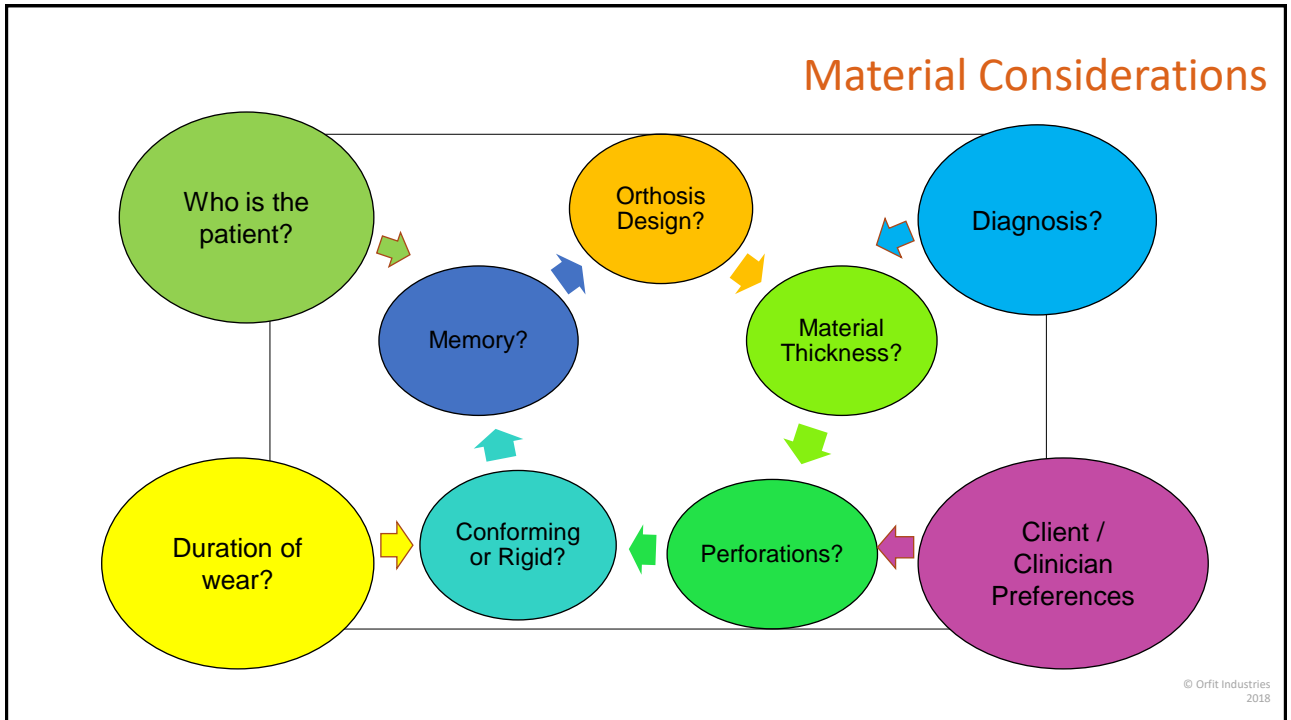 Material Considerations
Who is the
patient?
Orthosis
Design?
Diagnosis?
Memory?
Material
Thickness?
Duration of
wear?
Conforming
or Rigid?
Perforations?
Client /
Clinician
Preferences
© Orfit Industries
2018